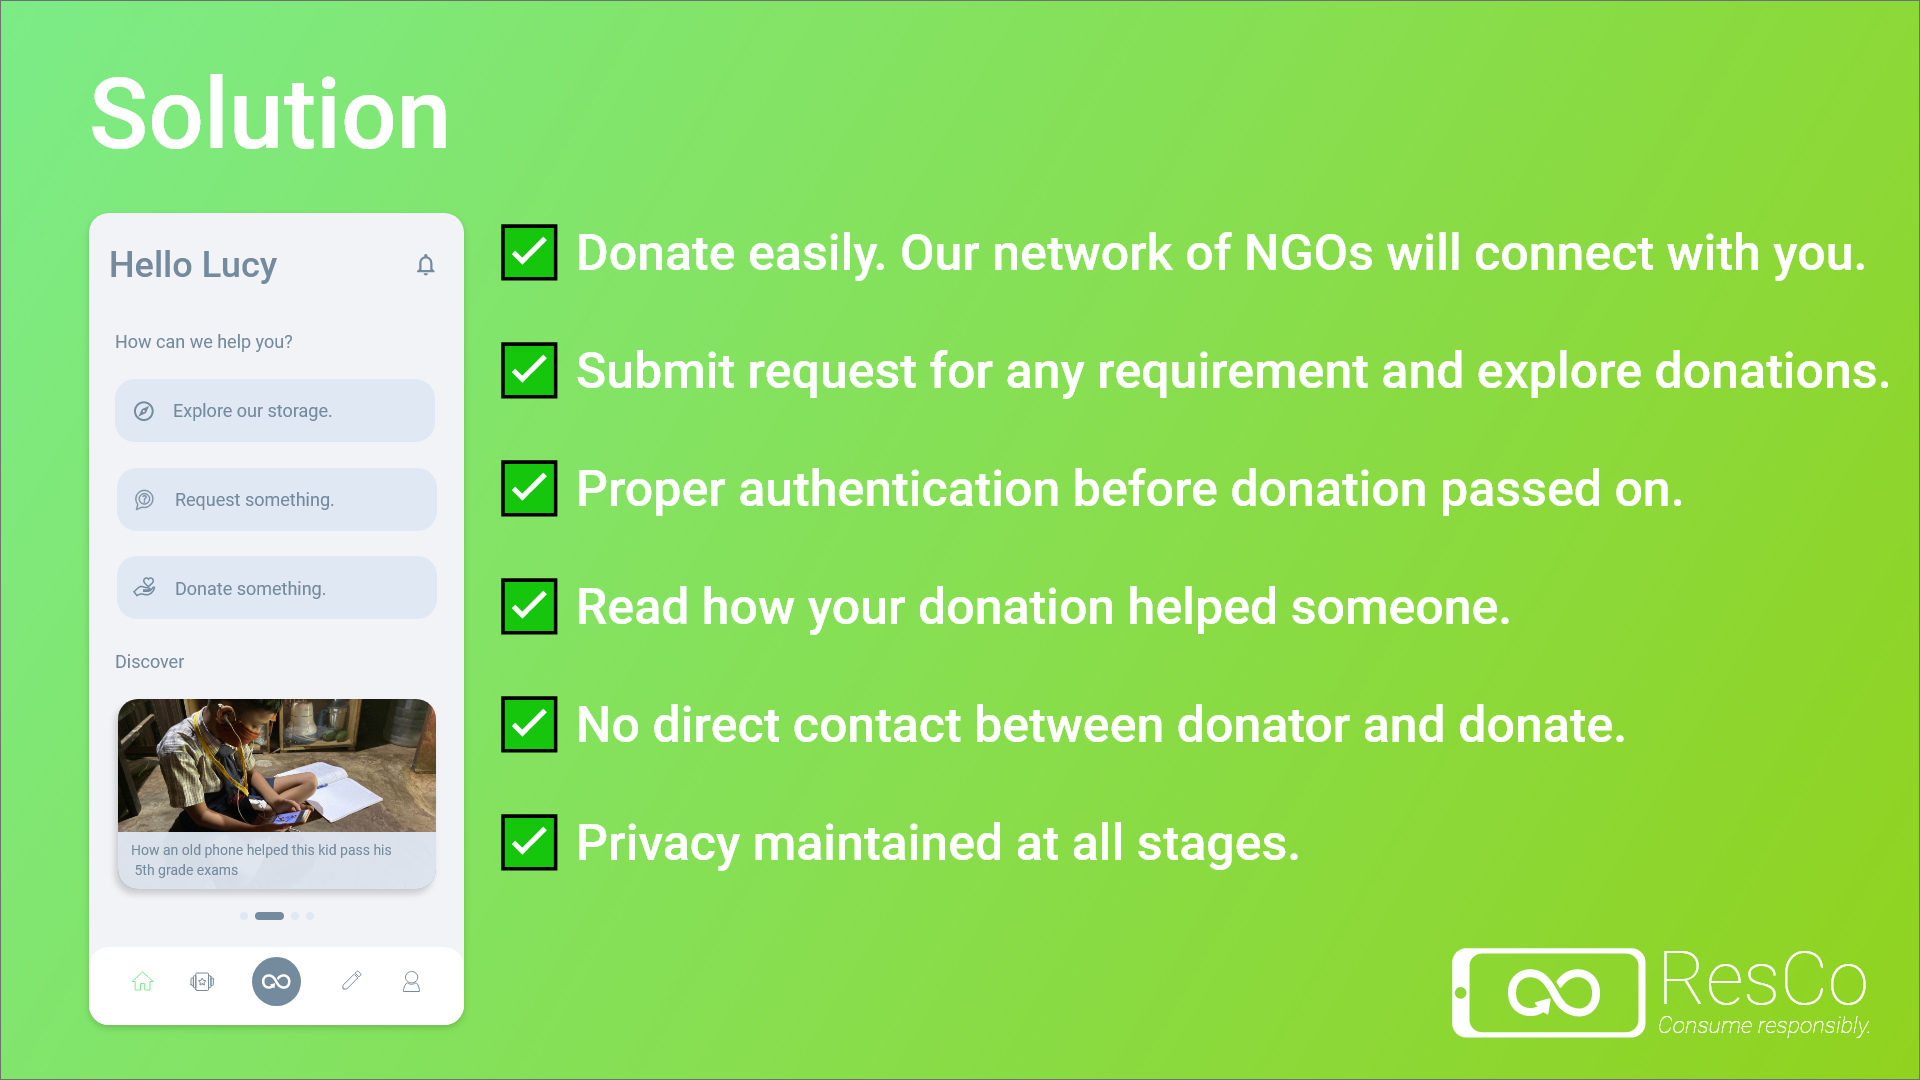 Solution
Hello Lucy
How can we help you?
Explore our storage.
Request something.
Donate something.
Discover
How an old phone helped this kid pass his
5th grade exams
Donate easily. Our network of NGOs will connect with you.
Submit request for any requirement and explore donations.
Proper authentication before donation passed on.
Read how your donation helped someone.
No direct contact between donator and donate.
Privacy maintained at all stages.
ResCo
Consume responsibly.